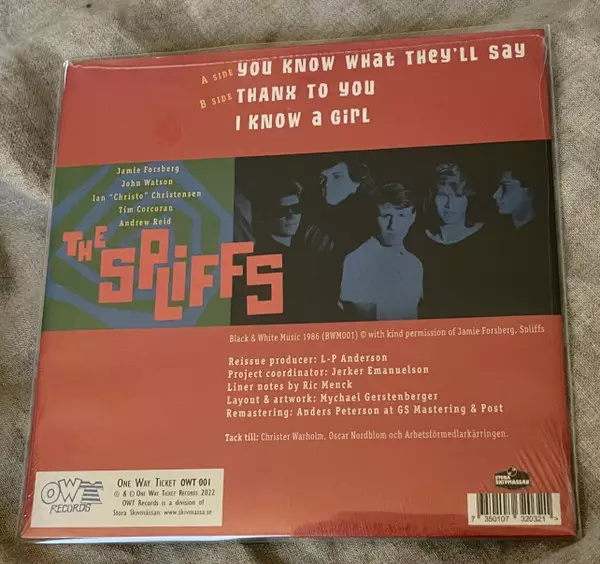 A SIDE YOU KNOW WHAT THEY'LL SAY
B SIDE THANX TO YOU
I KNOW A GIRL
Jamie Forsberg
John Watson
Ian "Christo" Christensen
Tim Corcoran
Andrew Reid
THE SPLIFFS
Black & White Music 1986 (BWM001) © with kind permission of Jamie Forsberg, Spliffs
Reissue producer: L-P Anderson
Project coordinator: Jerker Emanuelson
Liner notes by Ric Menck
Layout & artwork: Mychael Gerstenberger
Remastering: Anders Peterson at GS Mastering & Post
Tack till: Christer Warholm, Oscar Nordblom och Arbetsförmedlarkärringen.
OWT RECORDS
One Way Ticket OWT 001
℗ & (C) One Way Ticket Records 2022
OWT Records is a division of
Stora Skivmässan: www.skivmassa.se
STORA SKIVMÄSSAN
7 350107 320321 >